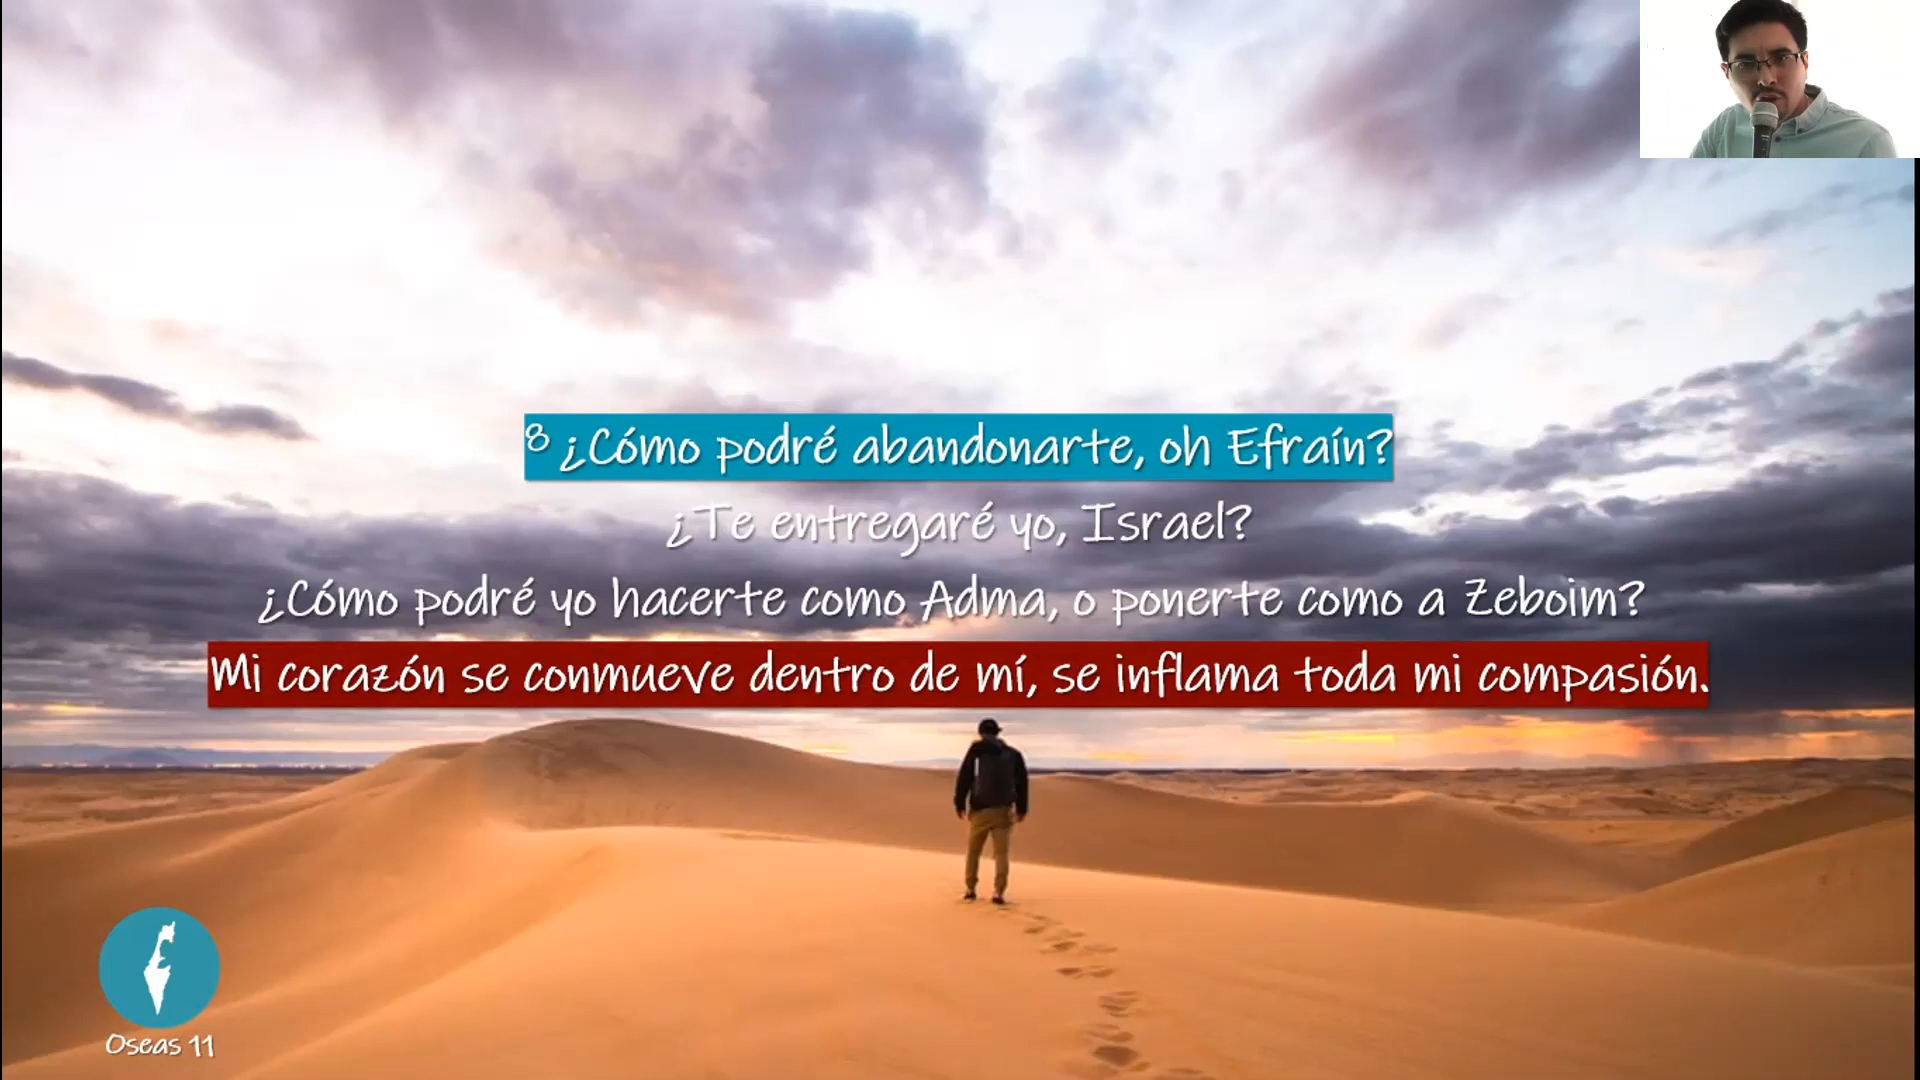 8 ¿Cómo podré abandonarte, oh Efraín?
¿Te entregaré yo, Israel?
¿Cómo podré yo hacerte como Adma, o ponerte como a Zeboim?
Mi corazón se conmueve dentro de mí, se inflama toda mi compasión.
Oseas 11